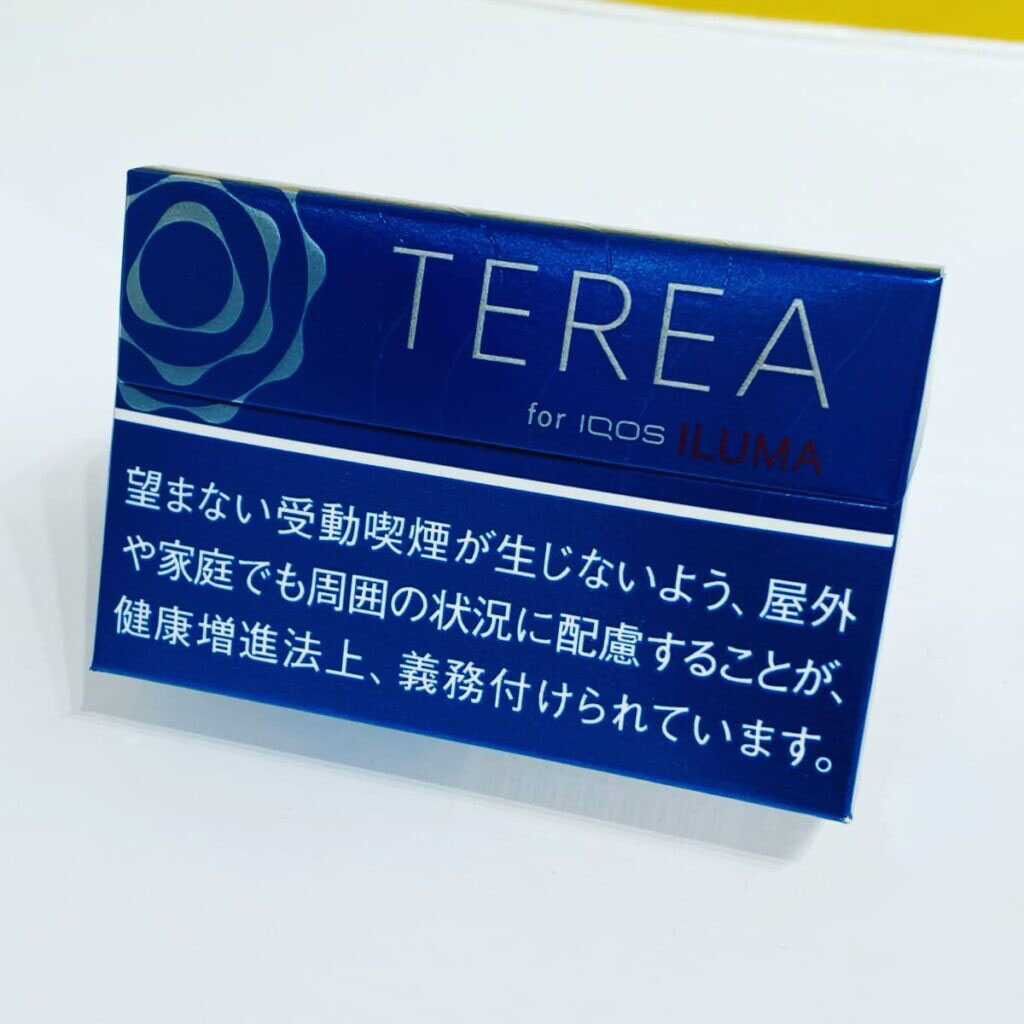 TEREA
for IQOS ILUMA
望まない受動喫煙が生じないよう、屋外
や家庭でも周囲の状況に配慮することが、
健康増進法上、義務付けられています。